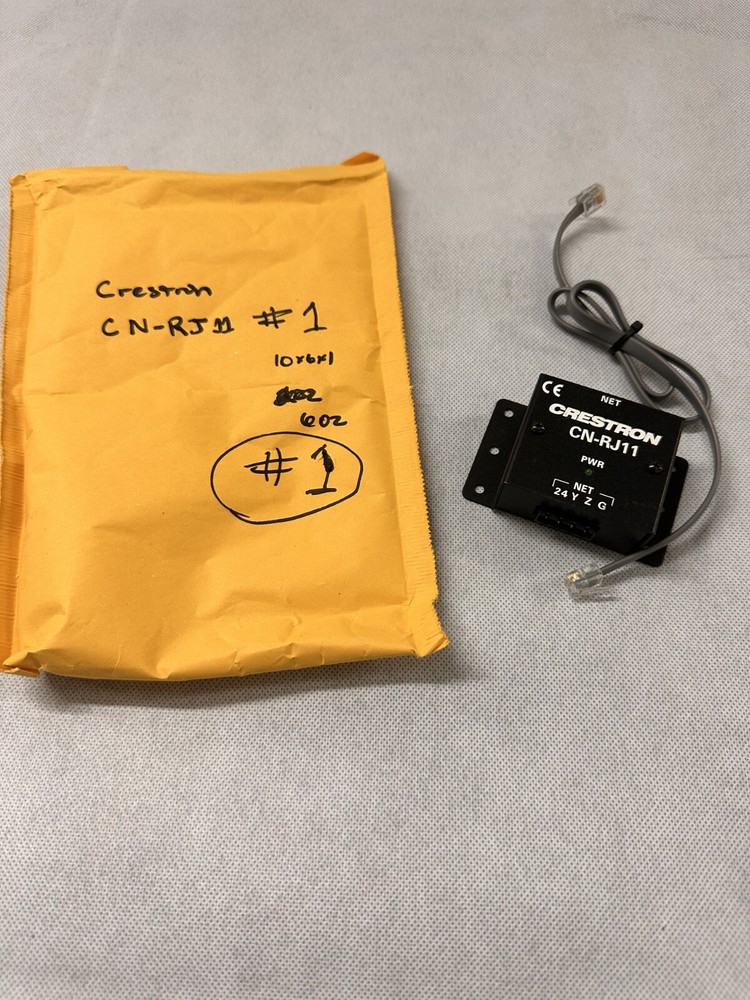 Crestron
CN-RJ11 #1
10x6x1
6oz
#1
CE
NET
CRESTRON
CN-RJ11
PWR
NET
24 Y Z G